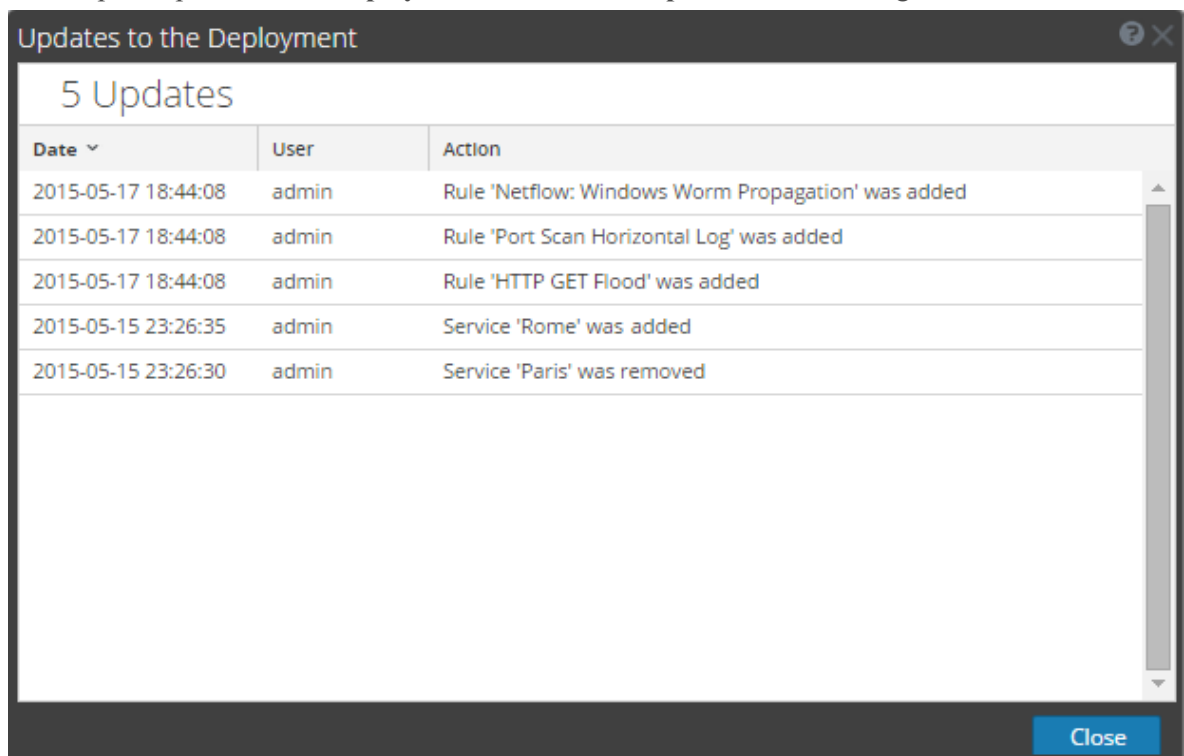 Updates to the Deployment
5 Updates
Date User Action
2015-05-17 18:44:08 admin Rule 'Netflow: Windows Worm Propagation' was added
2015-05-17 18:44:08 admin Rule 'Port Scan Horizontal Log' was added
2015-05-17 18:44:08 admin Rule 'HTTP GET Flood' was added
2015-05-15 23:26:35 admin Service 'Rome' was added
2015-05-15 23:26:30 admin Service 'Paris' was removed
Close